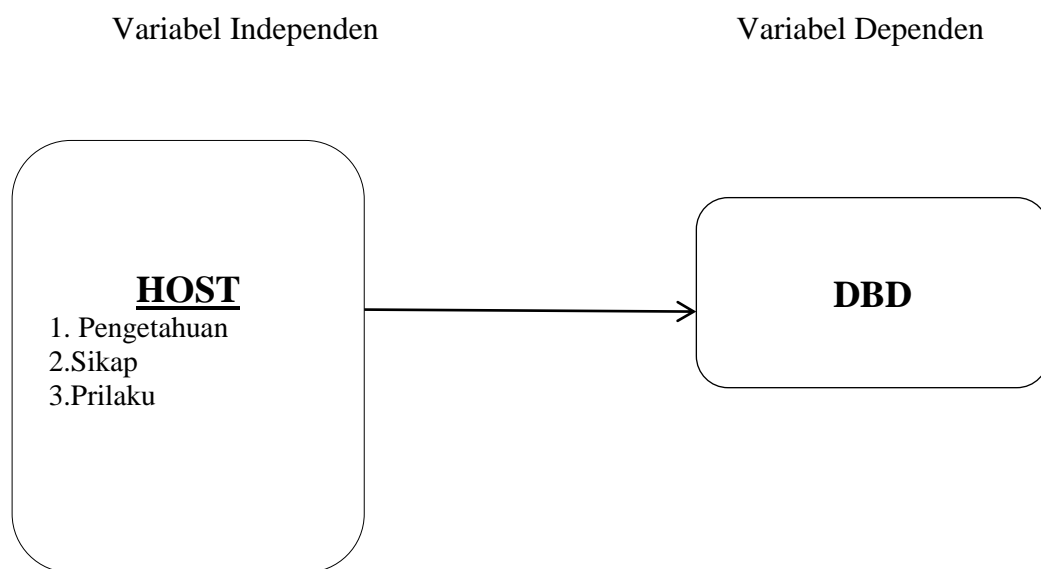 Variabel Independen
Variabel Dependen
HOST
1. Pengetahuan
2.Sikap
3.Prilaku
DBD